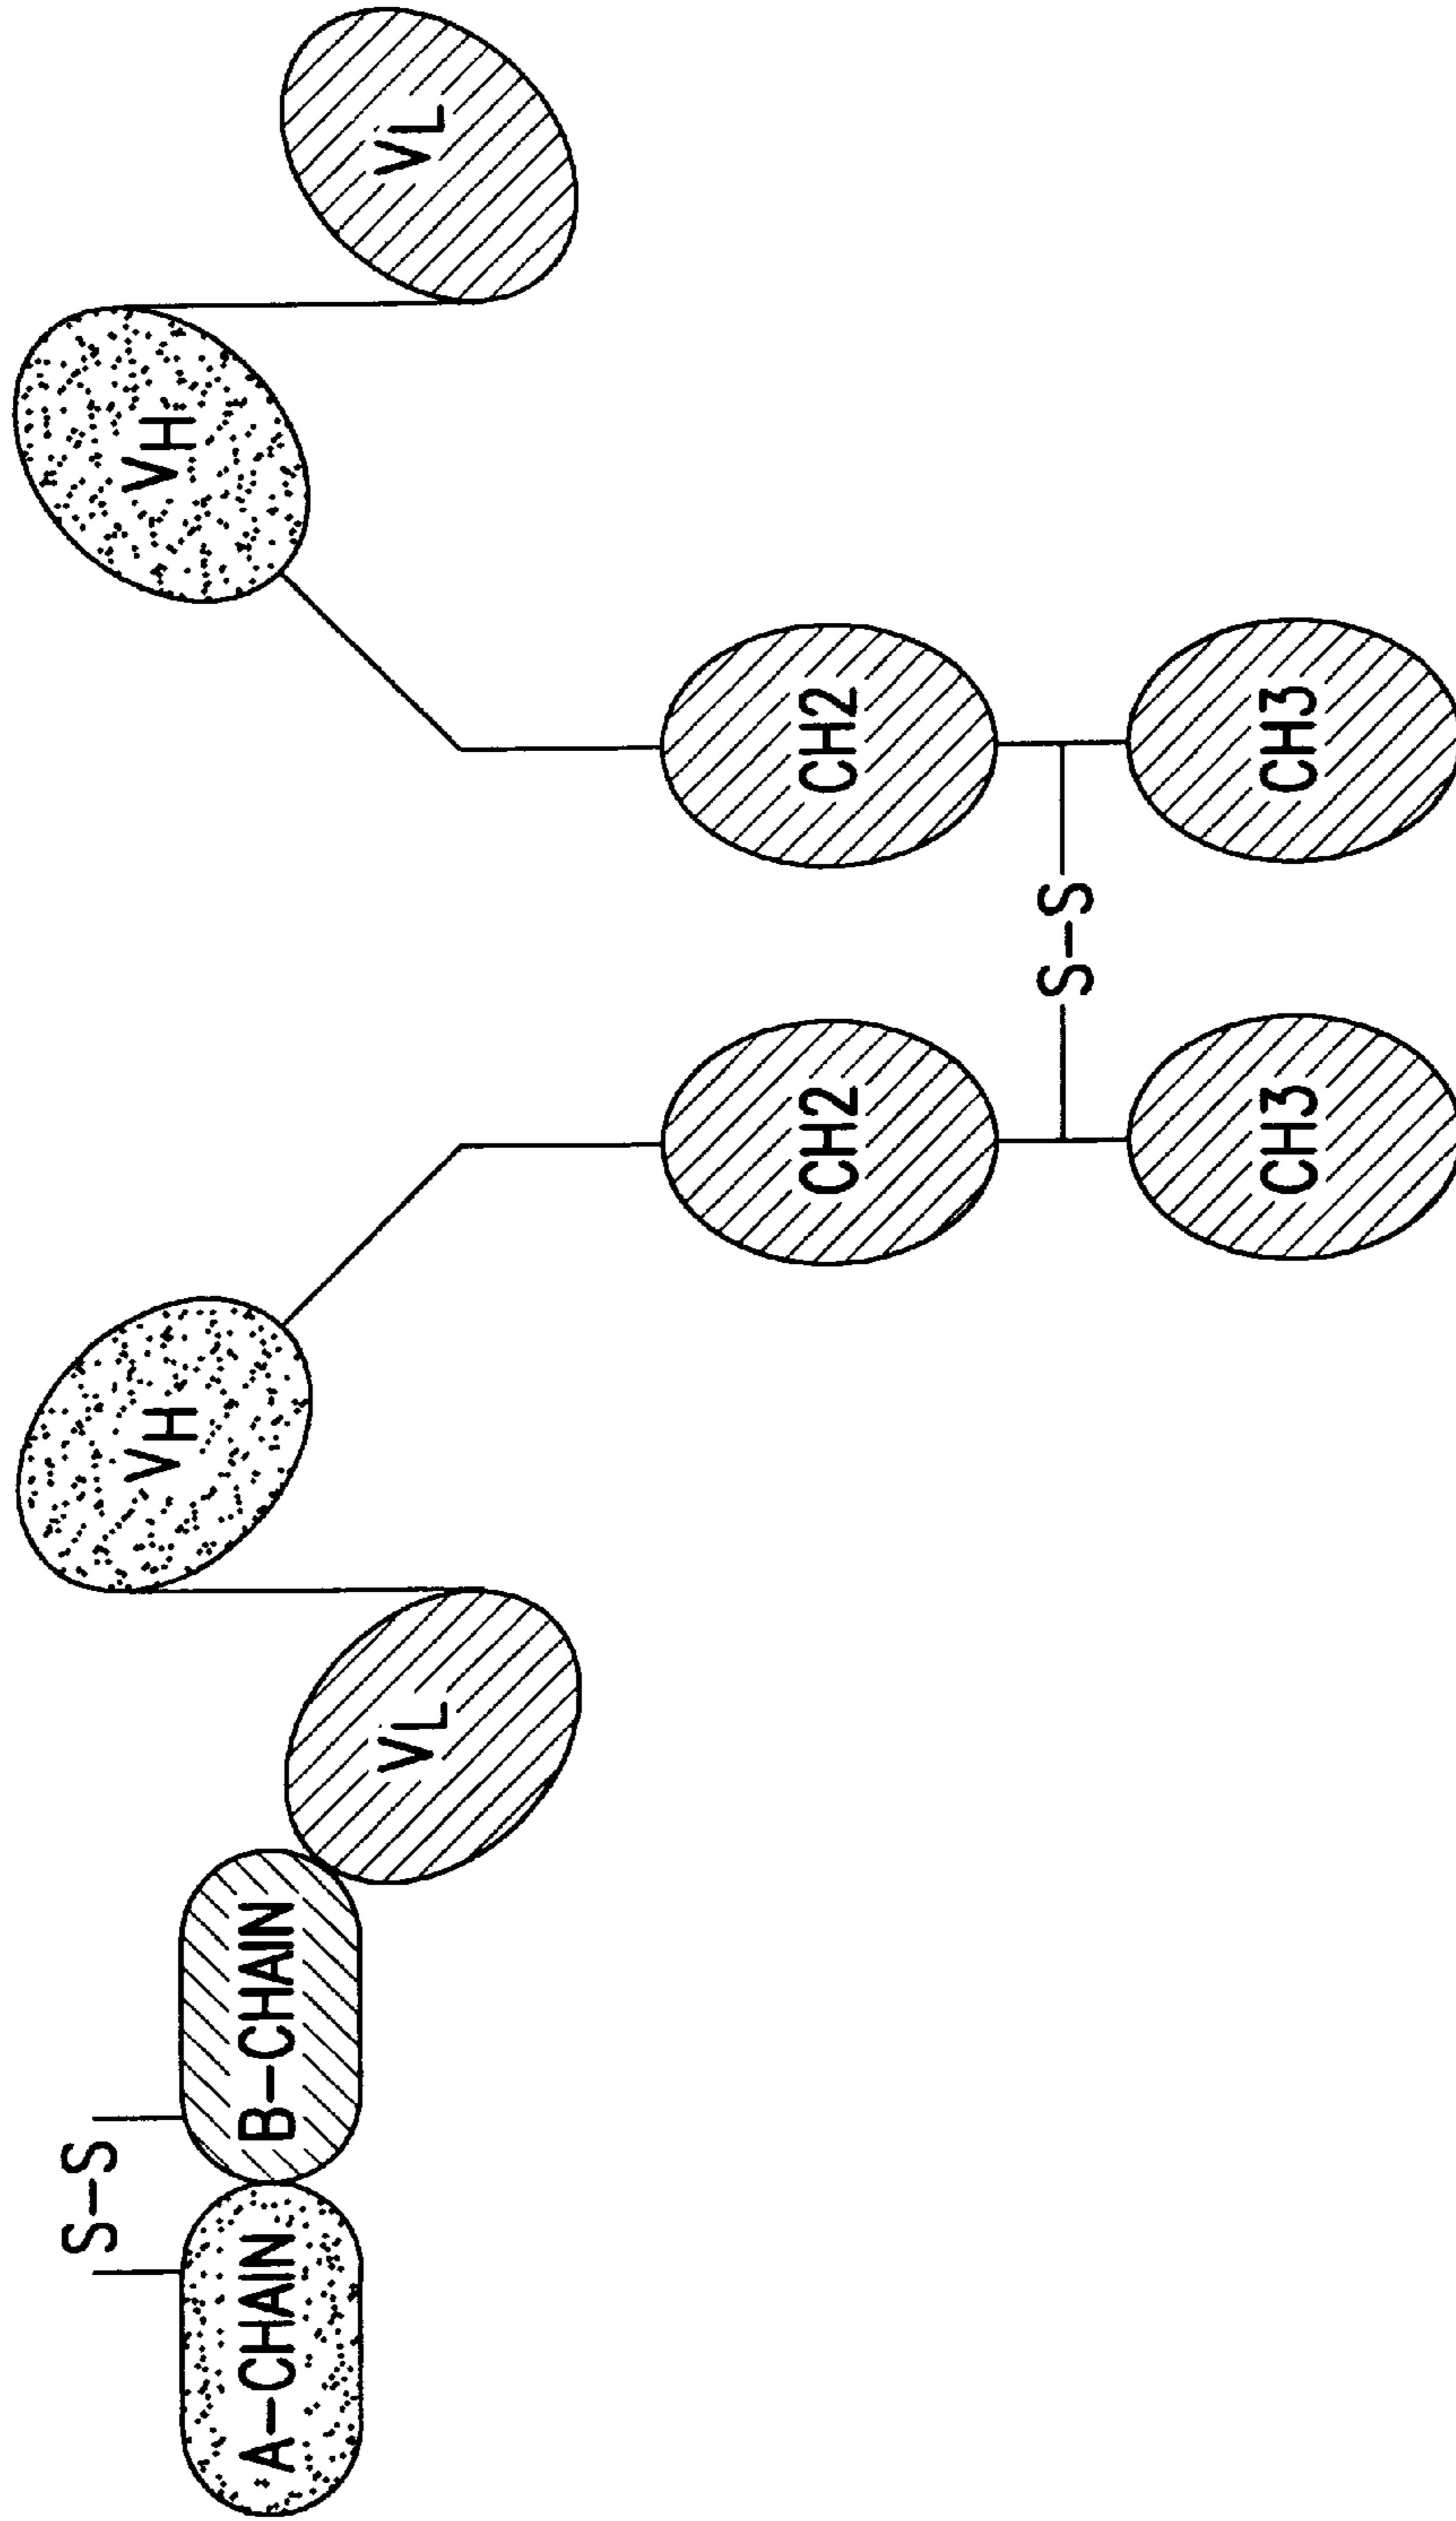 S-S
VH
VH
A-CHAIN
B-CHAIN
VL
VL
CH2
CH2
S-S
CH3
CH3